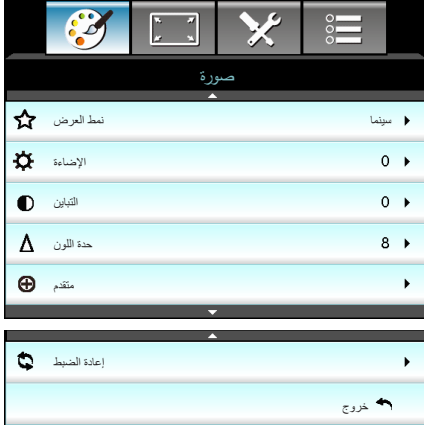 صورة
نمط العرض سينما
الإضاءة 0
التباين 0
حدة اللون 8
متقدم
إعادة الضبط
خروج